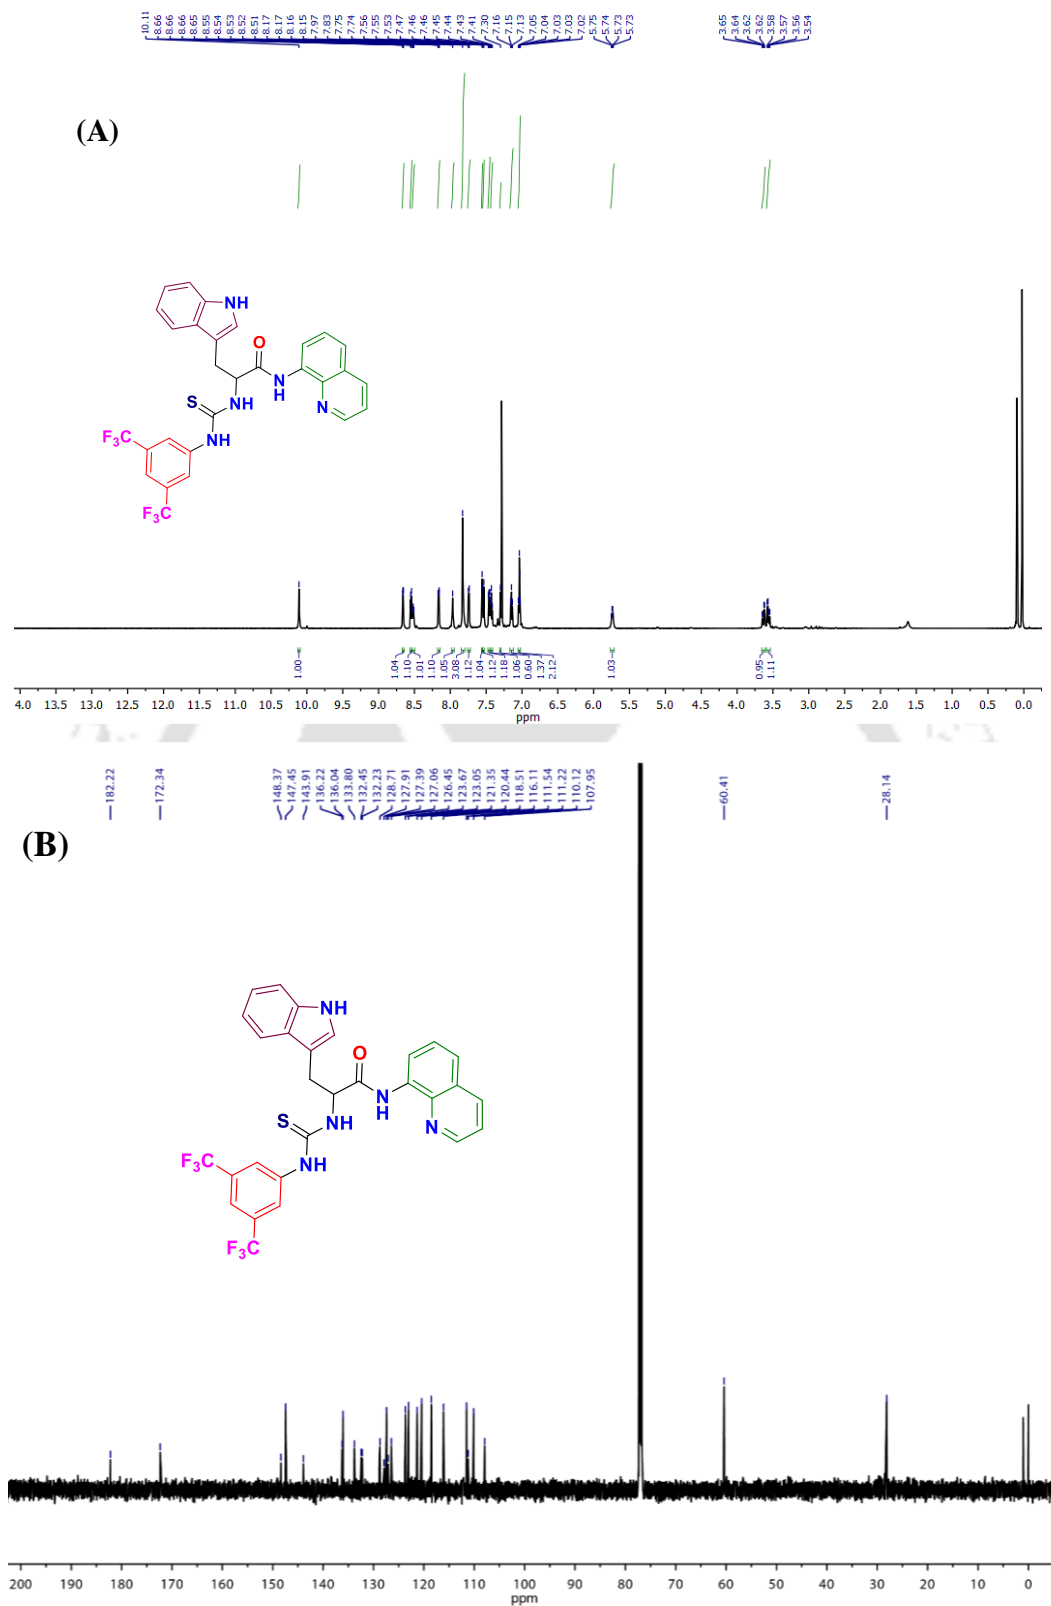 10.11 8.66 8.66 8.66 8.65 8.55 8.54 8.53 8.52 8.51 8.17 8.17 8.16 8.15 7.97 7.83 7.75 7.74 7.56 7.55 7.53 7.47 7.46 7.46 7.45 7.44 7.43 7.41 7.30 7.16 7.15 7.13 7.05 7.04 7.03 7.03 7.02 5.75 5.74 5.73 5.73 3.65 3.64 3.62 3.62 3.58 3.57 3.56 3.54
(A)
NH
O
N
H
S
NH
N
F3C
NH
F3C
1.00 1.04 1.10 1.01 1.10 1.05 3.08 1.12 1.04 1.12 1.18 1.06 0.60 1.37 2.12 1.03 0.95 1.11
4.0 13.5 13.0 12.5 12.0 11.5 11.0 10.5 10.0 9.5 9.0 8.5 8.0 7.5 7.0 6.5 6.0 5.5 5.0 4.5 4.0 3.5 3.0 2.5 2.0 1.5 1.0 0.5 0.0
ppm
182.22 172.34 148.37 147.45 143.91 136.22 136.04 133.80 132.45 132.23 128.71 127.91 127.39 127.06 126.45 123.67 123.05 121.35 120.44 118.51 116.11 111.54 111.22 110.12 107.95 60.41 28.14
(B)
NH
O
N
H
S
NH
N
F3C
NH
F3C
200 190 180 170 160 150 140 130 120 110 100 90 80 70 60 50 40 30 20 10 0
ppm